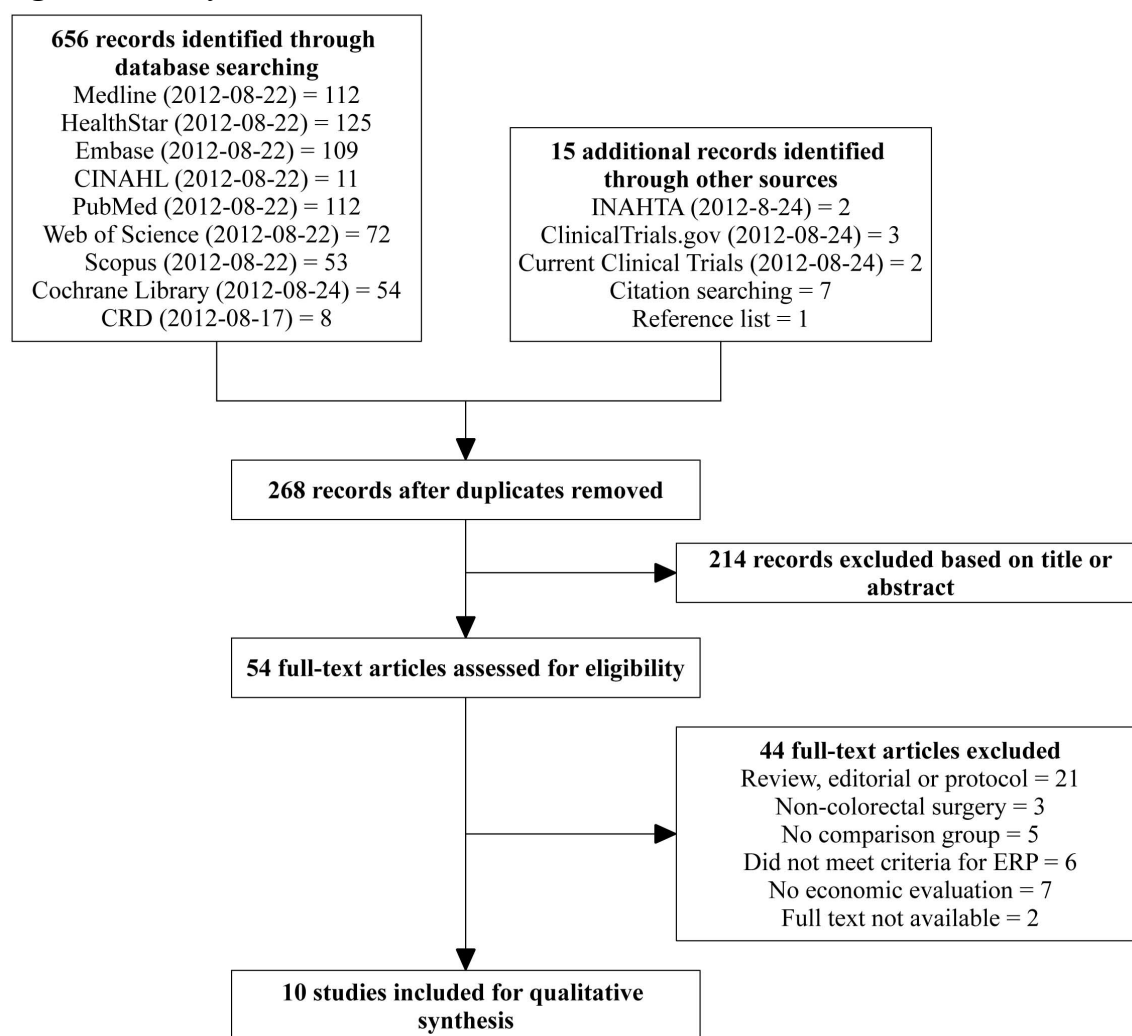 656 records identified through
database searching
Medline (2012-08-22) = 112
HealthStar (2012-08-22) = 125
Embase (2012-08-22) = 109
CINAHL (2012-08-22) = 11
PubMed (2012-08-22) = 112
Web of Science (2012-08-22) = 72
Scopus (2012-08-22) = 53
Cochrane Library (2012-08-24) = 54
CRD (2012-08-17) = 8
15 additional records identified
through other sources
INAHTA (2012-8-24) = 2
ClinicalTrials.gov (2012-08-24) = 3
Current Clinical Trials (2012-08-24) = 2
Citation searching = 7
Reference list = 1
268 records after duplicates removed
214 records excluded based on title or
abstract
54 full-text articles assessed for eligibility
44 full-text articles excluded
Review, editorial or protocol = 21
Non-colorectal surgery = 3
No comparison group = 5
Did not meet criteria for ERP = 6
No economic evaluation = 7
Full text not available = 2
10 studies included for qualitative
synthesis